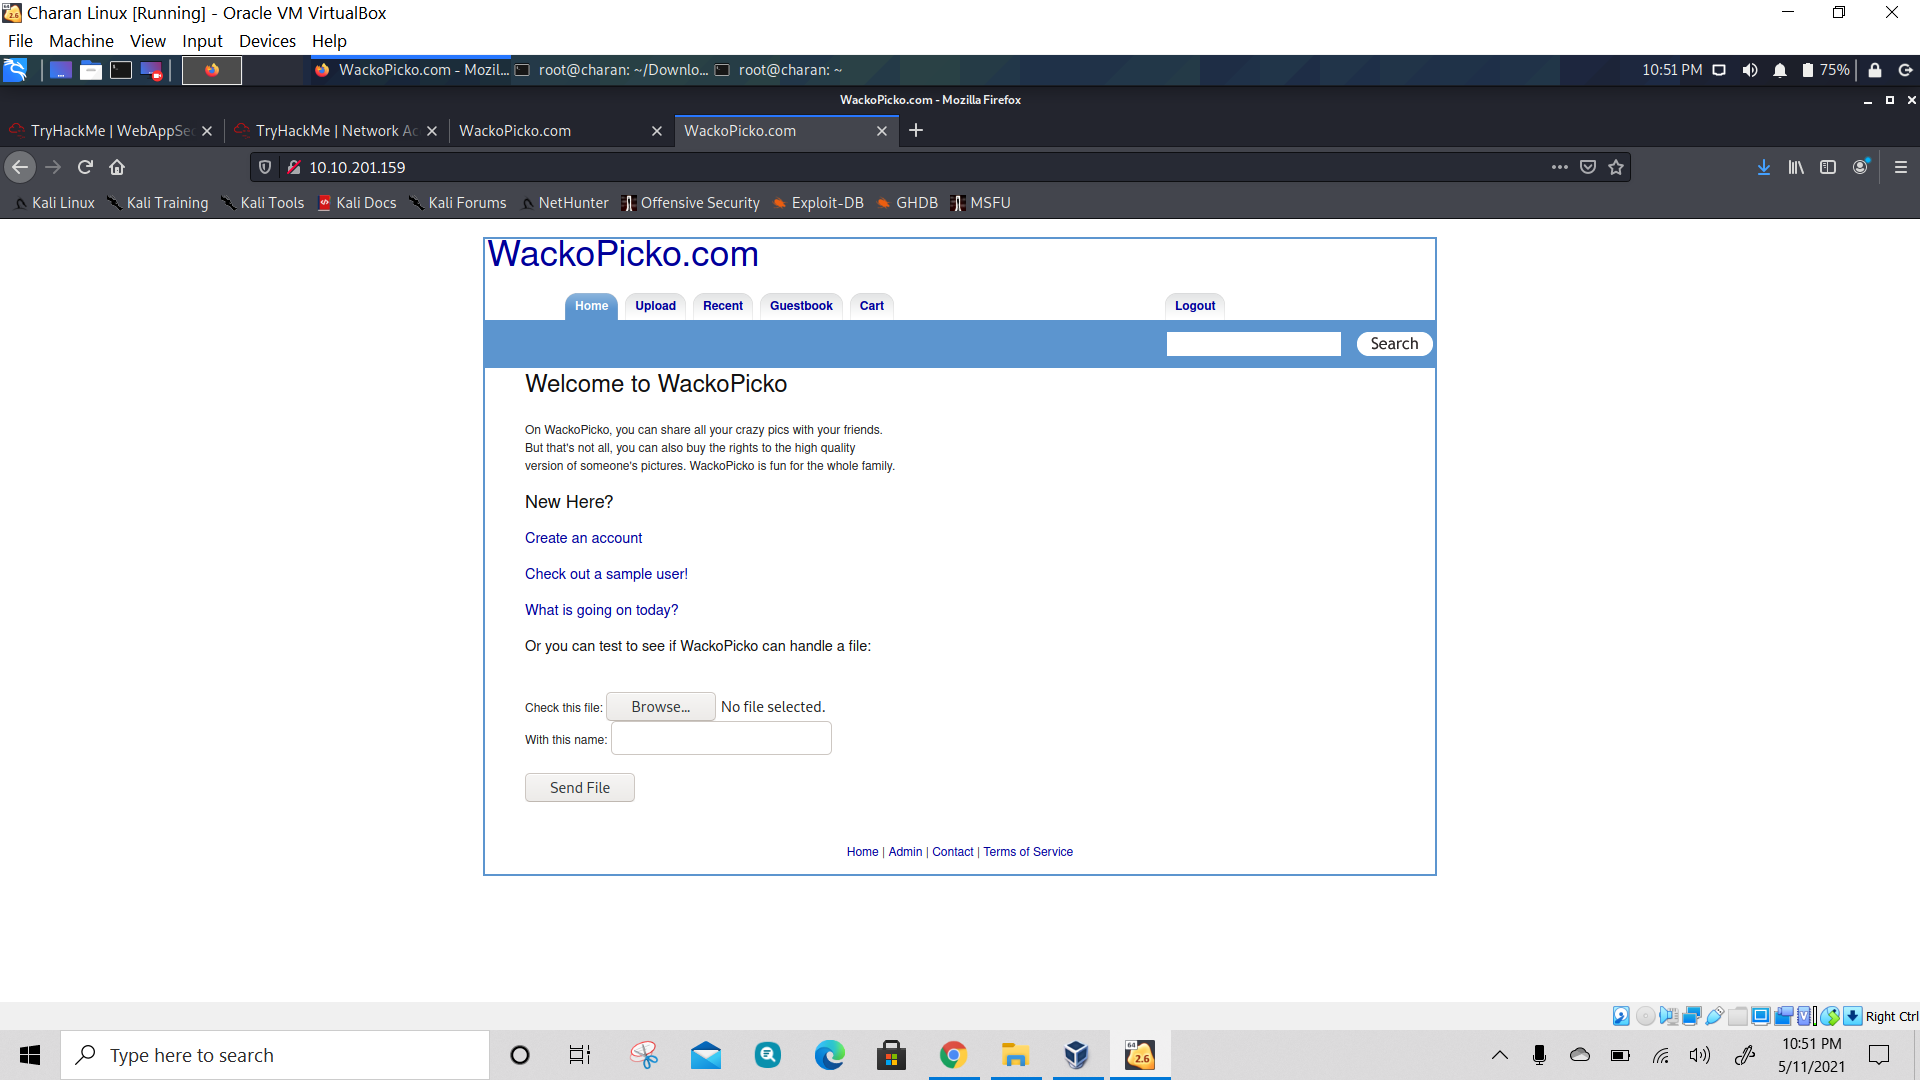 Charan Linux [Running] - Oracle VM VirtualBox
File Machine View Input Devices Help
WackoPicko.com - Mozil... root@charan: ~/Downlo... root@charan: ~ 10:51 PM 75%
WackoPicko.com - Mozilla Firefox
TryHackMe | WebAppSec TryHackMe | Network Ac WackoPicko.com WackoPicko.com
10.10.201.159
Kali Linux Kali Training Kali Tools Kali Docs Kali Forums NetHunter Offensive Security Exploit-DB GHDB MSFU
WackoPicko.com
Home Upload Recent Guestbook Cart Logout
Search
Welcome to WackoPicko
On WackoPicko, you can share all your crazy pics with your friends.
But that's not all, you can also buy the rights to the high quality
version of someone's pictures. WackoPicko is fun for the whole family.
New Here?
Create an account
Check out a sample user!
What is going on today?
Or you can test to see if WackoPicko can handle a file:
Check this file: Browse... No file selected.
With this name:
Send File
Home | Admin | Contact | Terms of Service
Right Ctrl
Type here to search
64
2.6
10:51 PM
5/11/2021